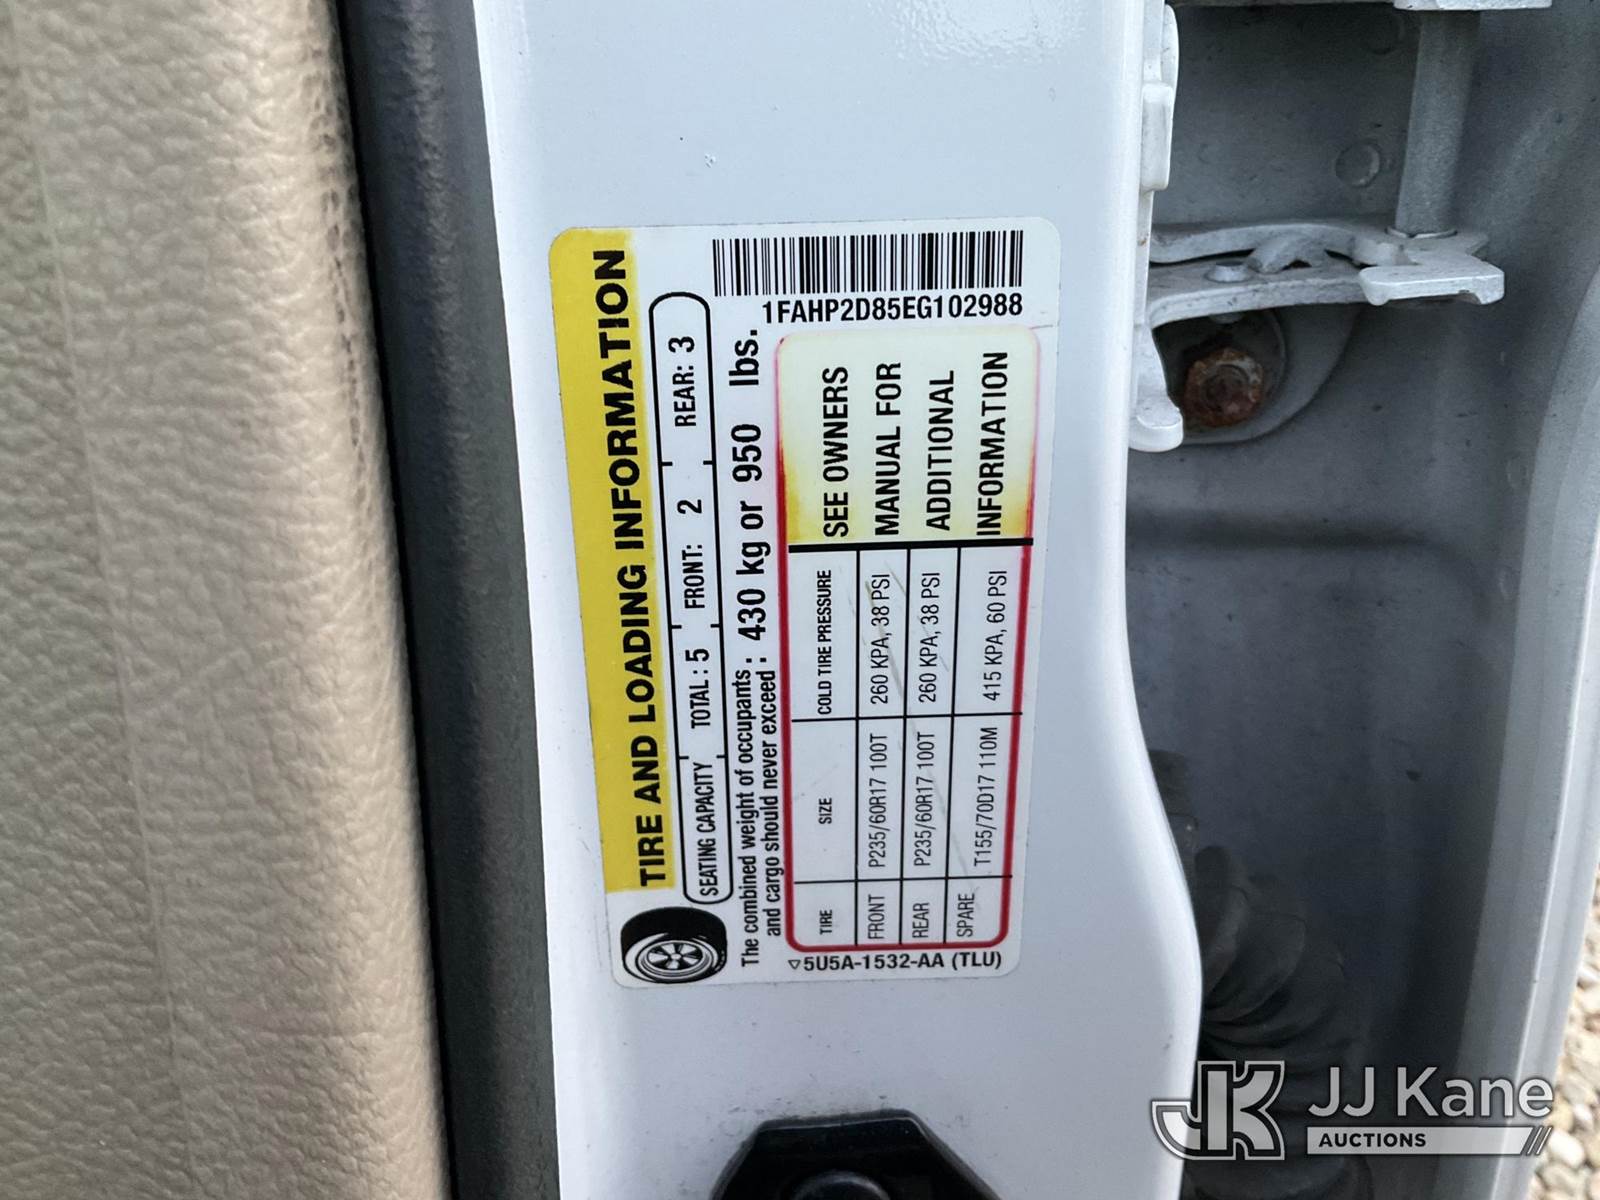 TIRE AND LOADING INFORMATION
SEATING CAPACITY TOTAL : 5 FRONT: 2 REAR: 3
The combined weight of occupants and cargo should never exceed : 430 kg or 950 lbs.
1FAHP2D85EG102988
TIRE SIZE COLD TIRE PRESSURE
FRONT P235/60R17 100T 260 KPA, 38 PSI
REAR P235/60R17 100T 260 KPA, 38 PSI
SPARE T155/70D17 110M 415 KPA, 60 PSI
SEE OWNERS
MANUAL FOR
ADDITIONAL
INFORMATION
5U5A-1532-AA (TLU)
JK JJ Kane
AUCTIONS